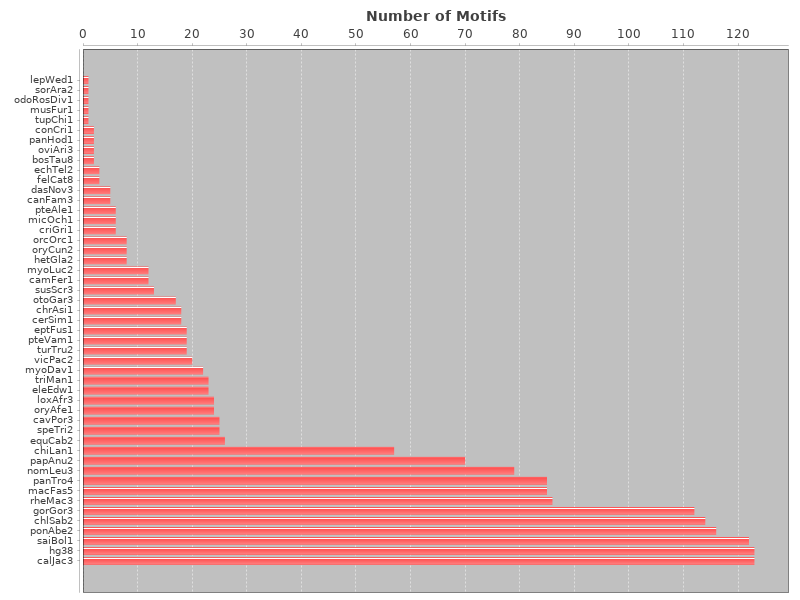 Number of Motifs
0 10 20 30 40 50 60 70 80 90 100 110 120
lepWed1
sorAra2
odoRosDiv1
musFur1
tupChi1
conCri1
panHod1
oviAri3
bosTau8
echTel2
felCat8
dasNov3
canFam3
pteAle1
micOch1
criGri1
orcOrc1
oryCun2
hetGla2
myoLuc2
camFer1
susScr3
otoGar3
chrAsi1
cerSim1
eptFus1
pteVam1
turTru2
vicPac2
myoDav1
triMan1
eleEdw1
loxAfr3
oryAfe1
cavPor3
speTri2
equCab2
chiLan1
papAnu2
nomLeu3
panTro4
macFas5
rheMac3
gorGor3
chlSab2
ponAbe2
saiBol1
hg38
calJac3